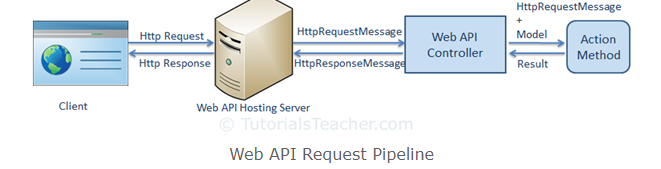 HttpRequestMessage
+
Model
Http Request
HttpRequestMessage
Web API
Controller
Action
Method
Http Response
HttpResponseMessage
Result
Client
Web API Hosting Server
© TutorialsTeacher.com
Web API Request Pipeline